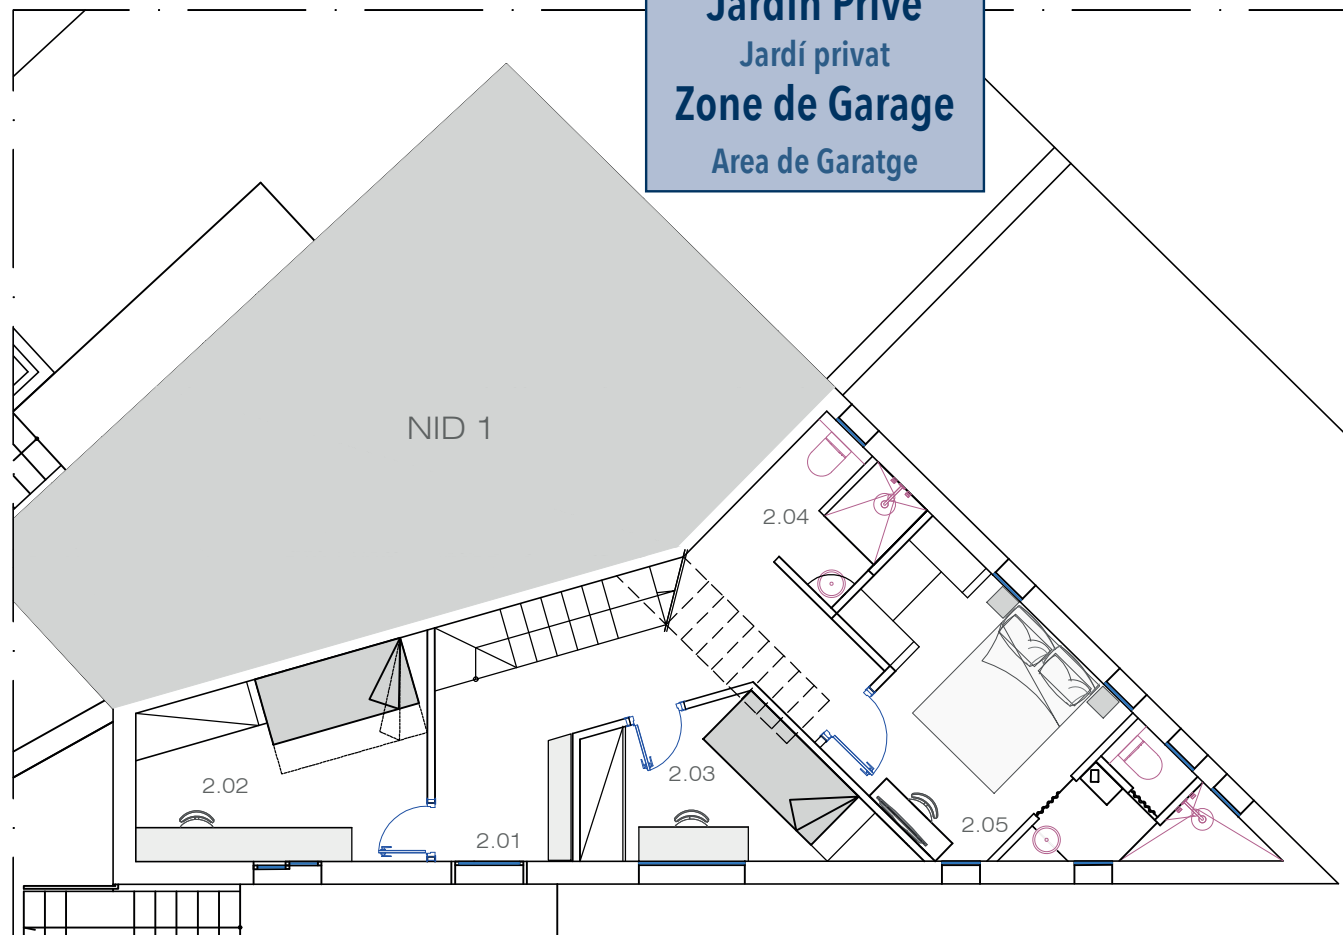 Jardin Privé
Jardí privat
Zone de Garage
Area de Garatge
NID 1
2.04
2.03
2.02
2.05
2.01